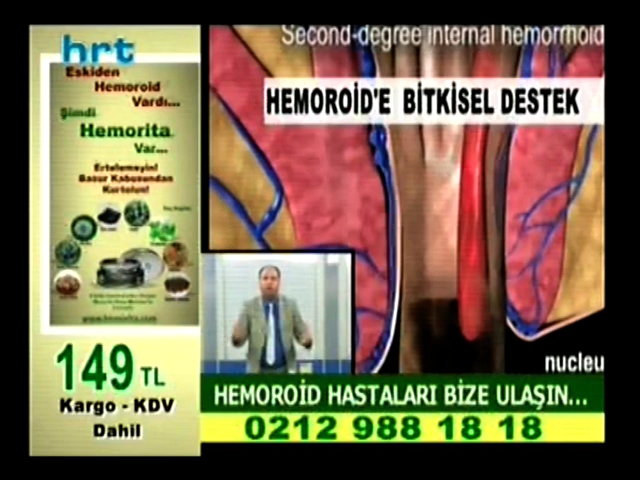 hrt
Eskiden
Hemoroid
Vardı...
Şimdi
Hemorita
Var...
Ertelemeyin!
Basur Kabusundan
Kurtolun!
149 TL
Kargo - KDV
Dahil
Second-degree internal hemorrhoid
HEMOROİD'E BİTKİSEL DESTEK
nucleu
HEMOROİD HASTALARI BİZE ULAŞIN...
0212 988 18 18